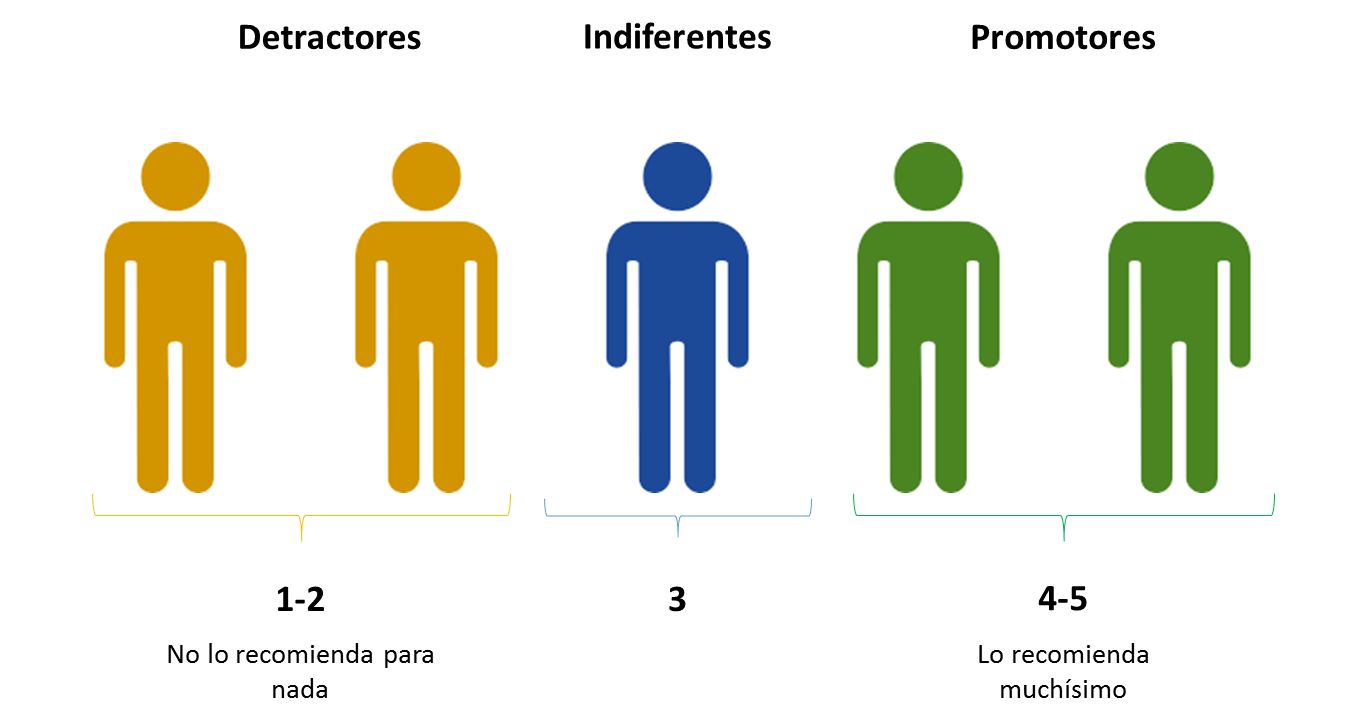 Detractores
Indiferentes
Promotores
1-2
3
4-5
No lo recomienda para
nada
Lo recomienda
muchísimo